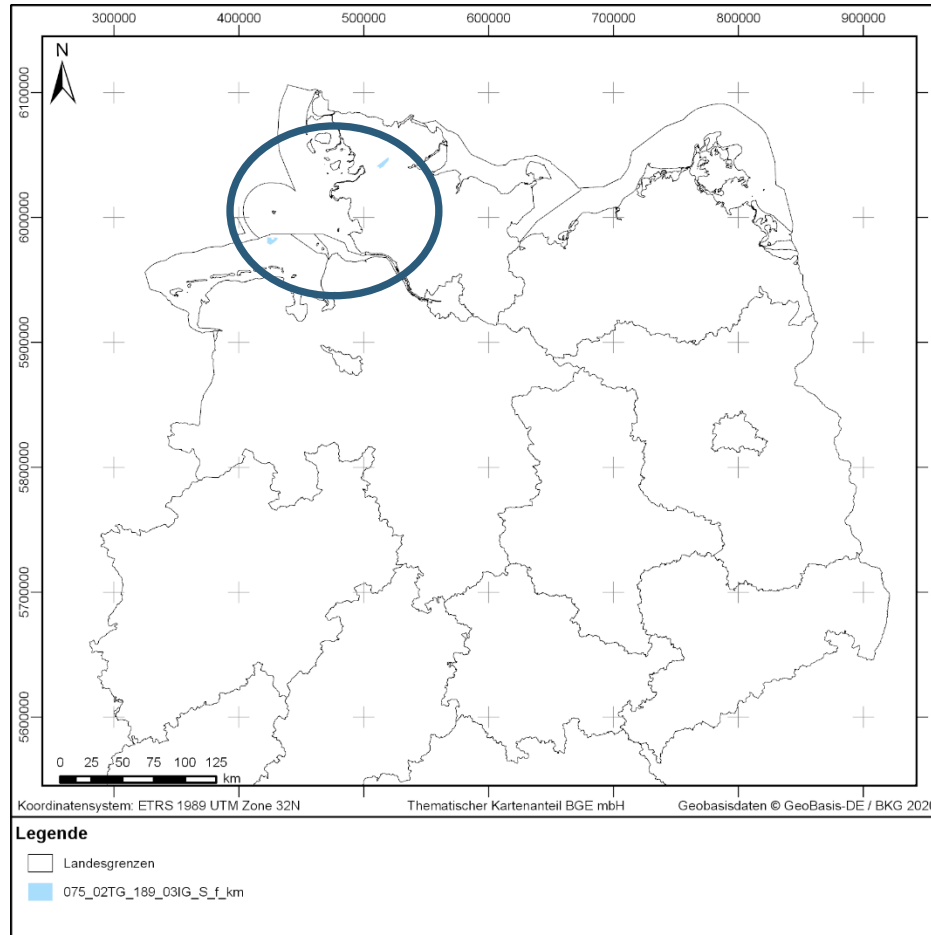 300000 400000 500000 600000 700000 800000 900000
N
6100000
6000000
5900000
5800000
5700000
5600000
0 25 50 75 100 125
km
Koordinatensystem: ETRS 1989 UTM Zone 32N Thematischer Kartenanteil BGE mbH Geobasisdaten © GeoBasis-DE / BKG 2020
Legende
Landesgrenzen
075_02TG_189_03IG_S_f_km